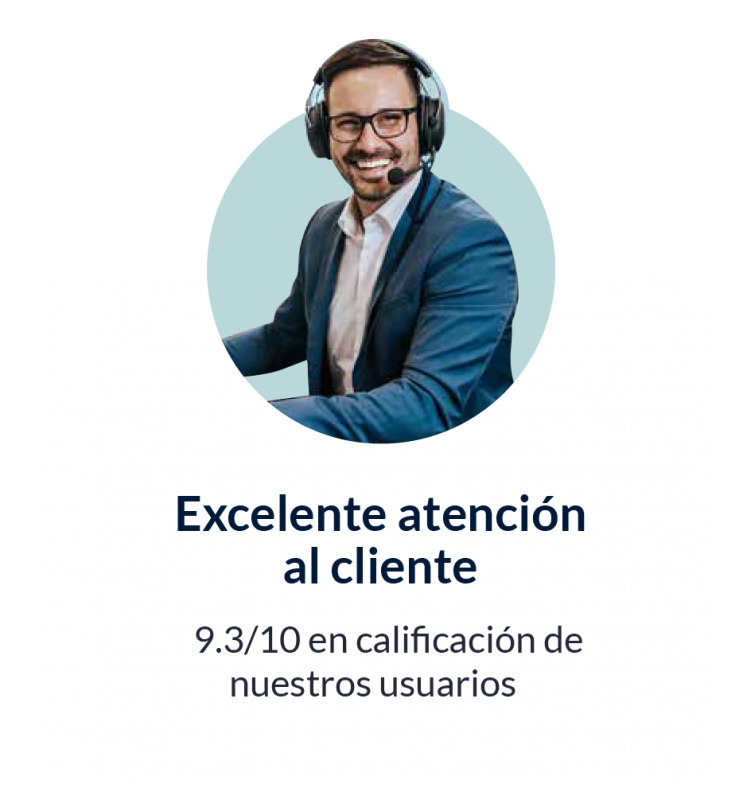 Excelente atención
al cliente
9.3/10 en calificación de
nuestros usuarios